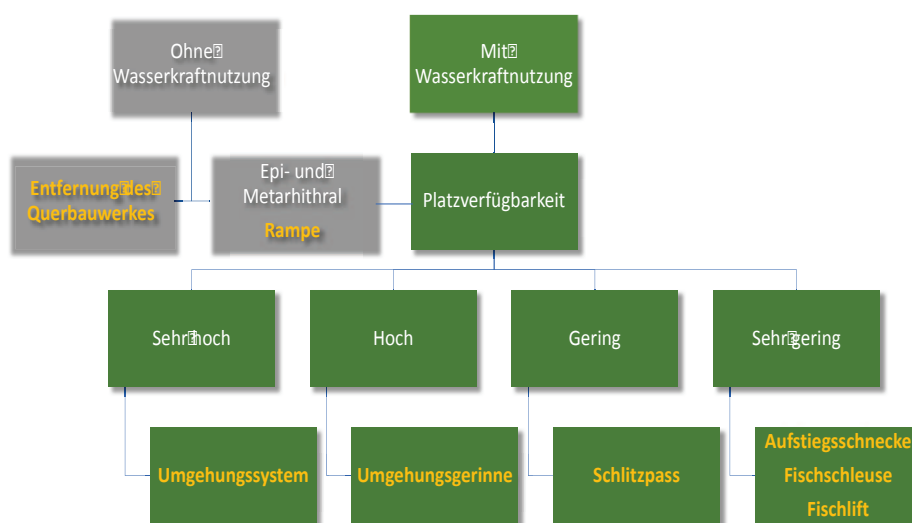 Ohne
Wasserkraftnutzung
Mit
Wasserkraftnutzung
Entfernung des
Querbauwerkes
Epi- und
Metarhithral
Rampe
Platzverfügbarkeit
Sehr hoch
Hoch
Gering
Sehr gering
Umgehungssystem
Umgehungsgerinne
Schlitzpass
Aufstiegsschnecke
Fischschleuse
Fischlift